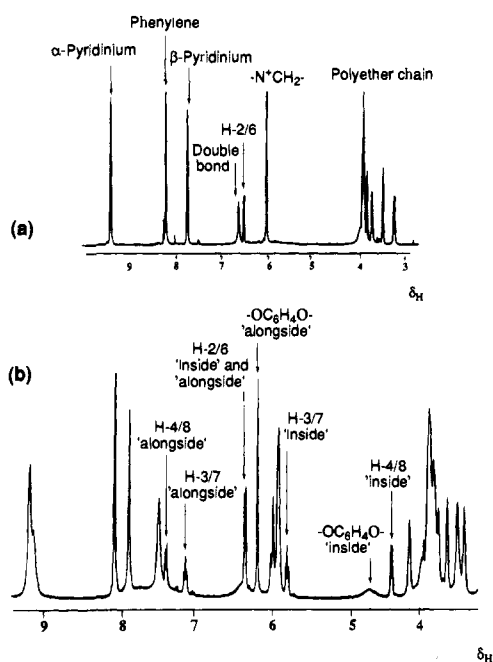 Phenylene
α-Pyridinium
β-Pyridinium
-N⁺CH₂-
Polyether chain
H-2/6
Double
bond
(a)
9 8 7 6 5 4 3
δH
-OC₆H₄O-
'alongside'
H-2/6
'Inside' and
'alongside'
(b)
H-4/8
'alongside'
H-3/7
'inside'
H-3/7
'alongside'
H-4/8
'inside'
-OC₆H₄O-
'inside'
9 8 7 6 5 4
δH